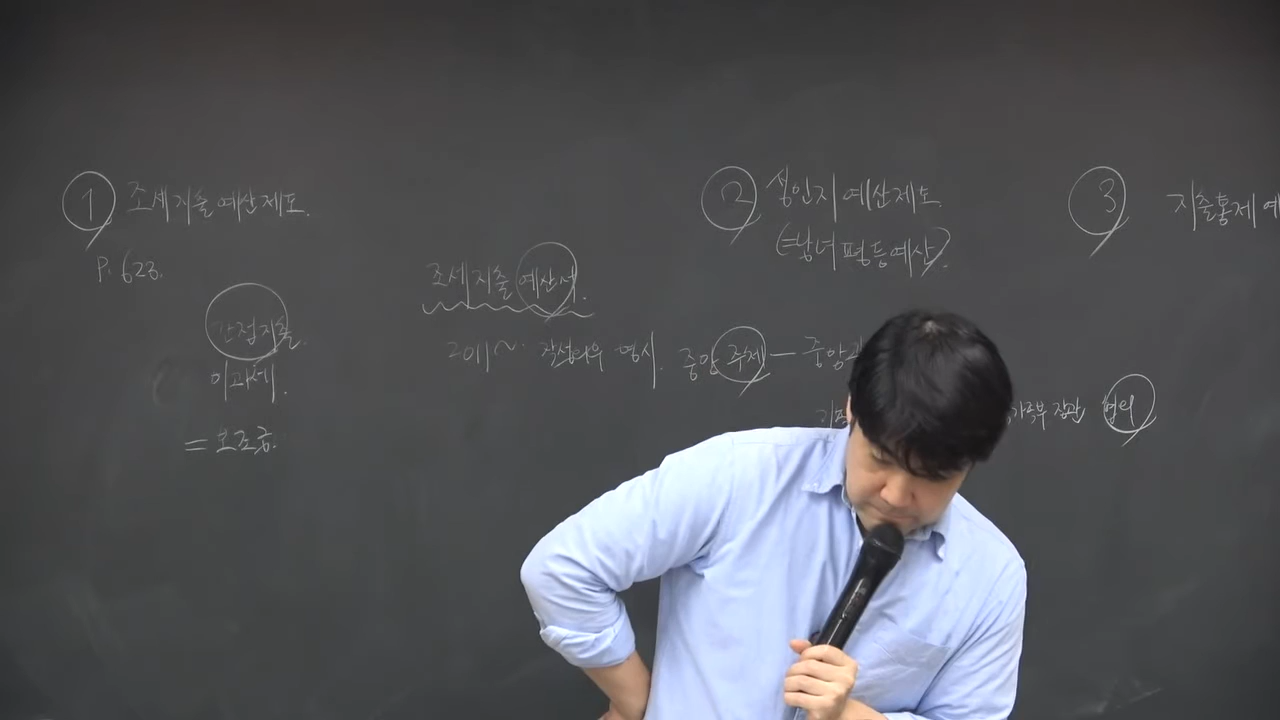 ① 조세지출예산제도.
P. 623.
간접지출.
비과세.
= 보조금.
조세지출예산서.
2011~ 작성의무 명시.
② 성인지예산제도.
(=남녀평등예산)
중앙 주체 — 중앙
가족부장관 협의
③ 지출통제예